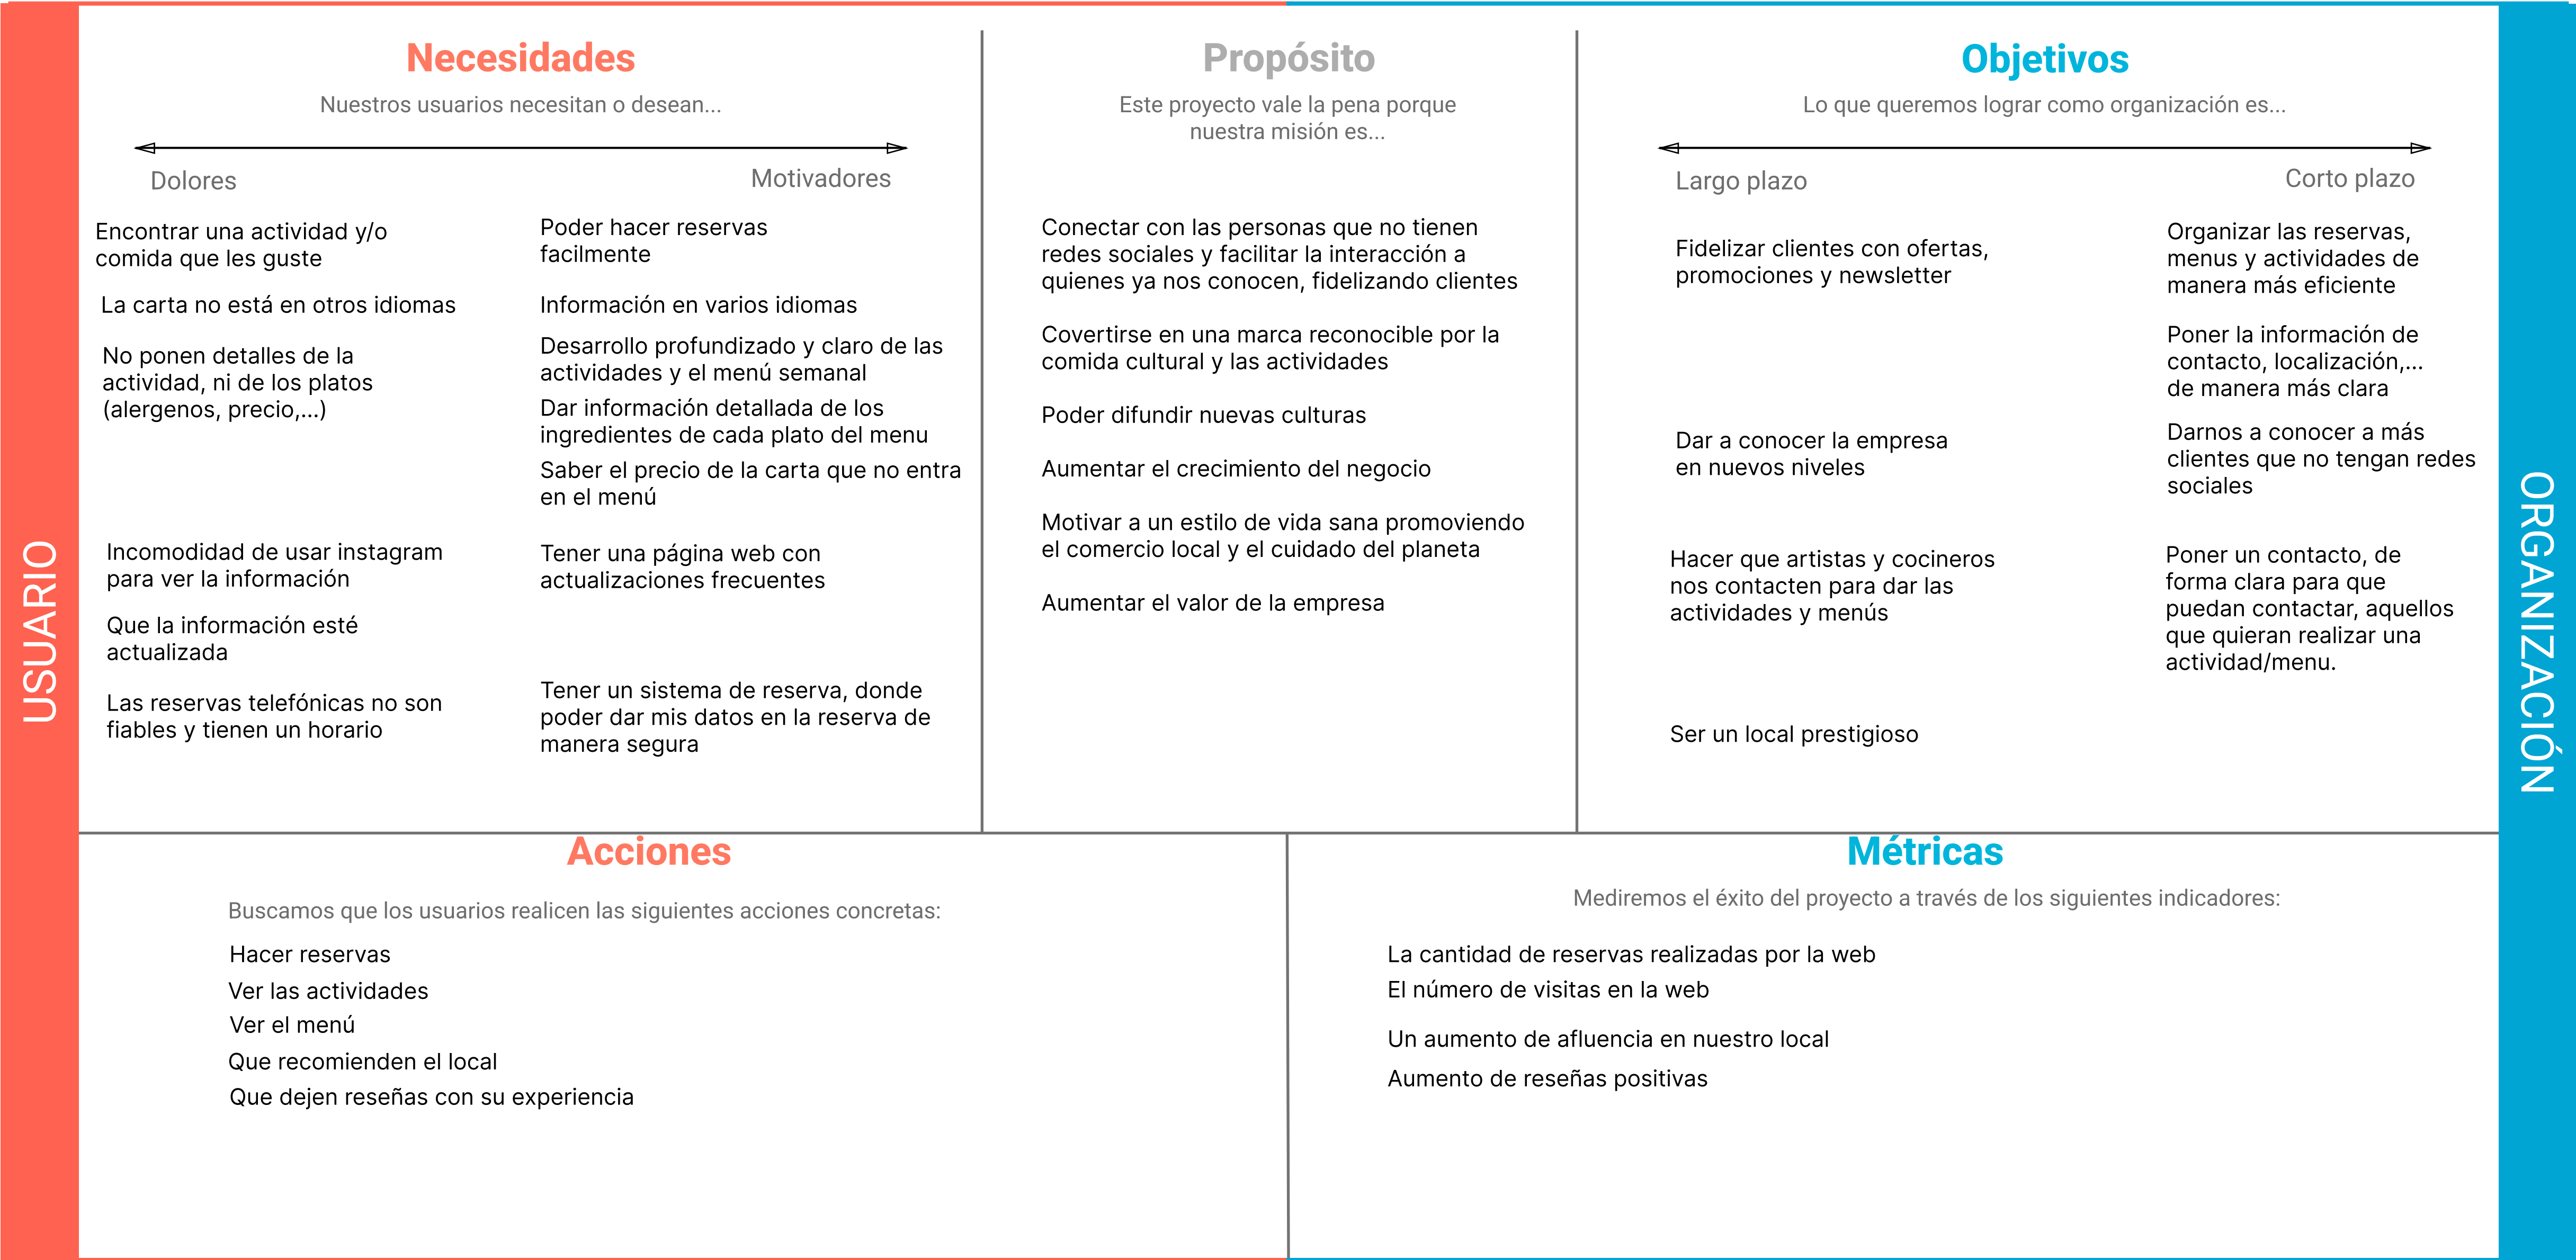 USUARIO
Necesidades
Nuestros usuarios necesitan o desean...
Dolores
Motivadores
Encontrar una actividad y/o
comida que les guste
La carta no está en otros idiomas
No ponen detalles de la
actividad, ni de los platos
(alergenos, precio,...)
Incomodidad de usar instagram
para ver la información
Que la información esté
actualizada
Las reservas telefónicas no son
fiables y tienen un horario
Poder hacer reservas
facilmente
Información en varios idiomas
Desarrollo profundizado y claro de las
actividades y el menú semanal
Dar información detallada de los
ingredientes de cada plato del menu
Saber el precio de la carta que no entra
en el menú
Tener una página web con
actualizaciones frecuentes
Tener un sistema de reserva, donde
poder dar mis datos en la reserva de
manera segura
Propósito
Este proyecto vale la pena porque
nuestra misión es...
Conectar con las personas que no tienen
redes sociales y facilitar la interacción a
quienes ya nos conocen, fidelizando clientes
Covertirse en una marca reconocible por la
comida cultural y las actividades
Poder difundir nuevas culturas
Aumentar el crecimiento del negocio
Motivar a un estilo de vida sana promoviendo
el comercio local y el cuidado del planeta
Aumentar el valor de la empresa
Objetivos
Lo que queremos lograr como organización es...
Largo plazo
Corto plazo
Fidelizar clientes con ofertas,
promociones y newsletter
Dar a conocer la empresa
en nuevos niveles
Hacer que artistas y cocineros
nos contacten para dar las
actividades y menús
Ser un local prestigioso
Organizar las reservas,
menus y actividades de
manera más eficiente
Poner la información de
contacto, localización,...
de manera más clara
Darnos a conocer a más
clientes que no tengan redes
sociales
Poner un contacto, de
forma clara para que
puedan contactar, aquellos
que quieran realizar una
actividad/menu.
ORGANIZACIÓN
Acciones
Buscamos que los usuarios realicen las siguientes acciones concretas:
Hacer reservas
Ver las actividades
Ver el menú
Que recomienden el local
Que dejen reseñas con su experiencia
Métricas
Mediremos el éxito del proyecto a través de los siguientes indicadores:
La cantidad de reservas realizadas por la web
El número de visitas en la web
Un aumento de afluencia en nuestro local
Aumento de reseñas positivas